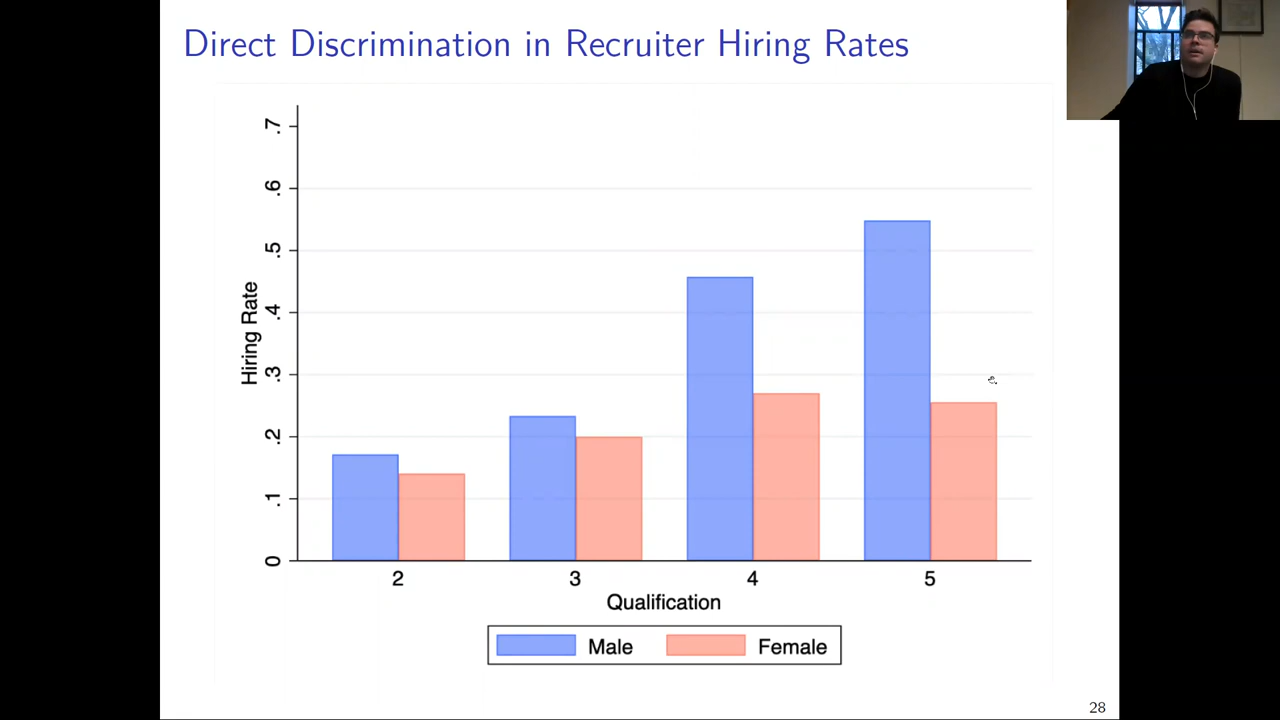 Direct Discrimination in Recruiter Hiring Rates
.7
.6
.5
.4
.3
.2
.1
0
Hiring Rate
2 3 4 5
Qualification
Male Female
28